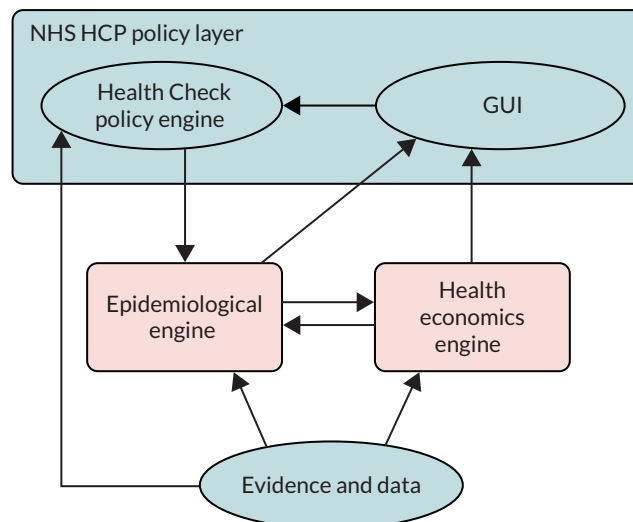 NHS HCP policy layer
Health Check
policy engine
GUI
Epidemiological
engine
Health
economics
engine
Evidence and data